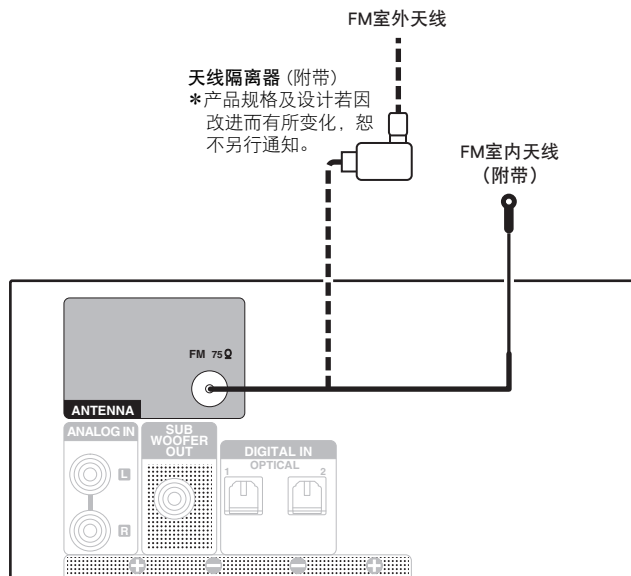 FM室外天线
天线隔离器 (附带)
*产品规格及设计若因
改进而有所变化，恕
不另行通知。
FM室内天线
（附带）
FM 75Ω
ANTENNA
ANALOG IN
SUB
WOOFER
OUT
DIGITAL IN
OPTICAL
1
2
L
R